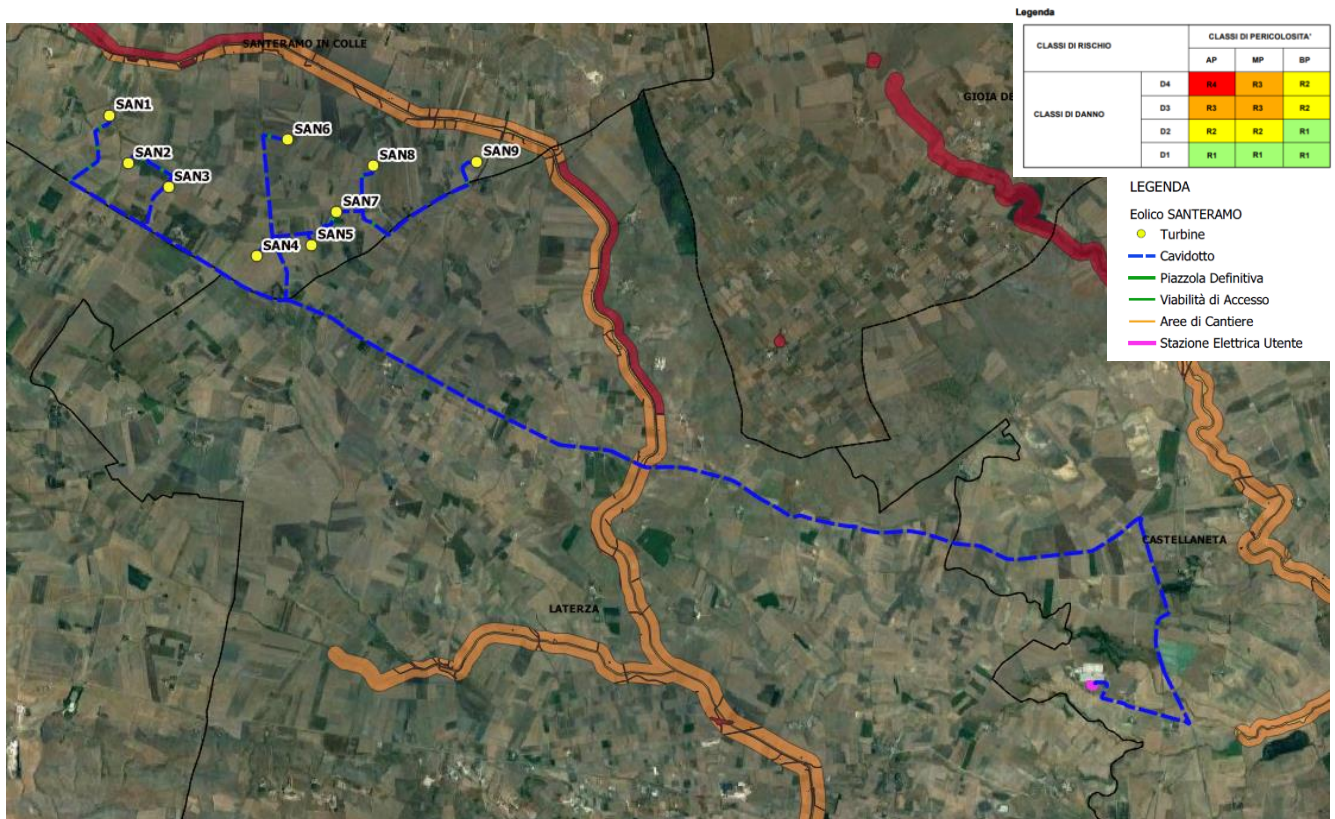 Legenda
CLASSI DI RISCHIO
CLASSI DI PERICOLOSITA'
AP MP BP
CLASSI DI DANNO
D4 R4 R3 R2
D3 R3 R3 R2
D2 R2 R2 R1
D1 R1 R1 R1
LEGENDA
Eolico SANTERAMO
Turbine
Cavidotto
Piazzola Definitiva
Viabilità di Accesso
Aree di Cantiere
Stazione Elettrica Utente
SANTERAMO IN COLLE
GIOIA DE
SAN1
SAN2
SAN3
SAN6
SAN8
SAN9
SAN7
SAN5
SAN4
CASTELLANETA
LATERZA